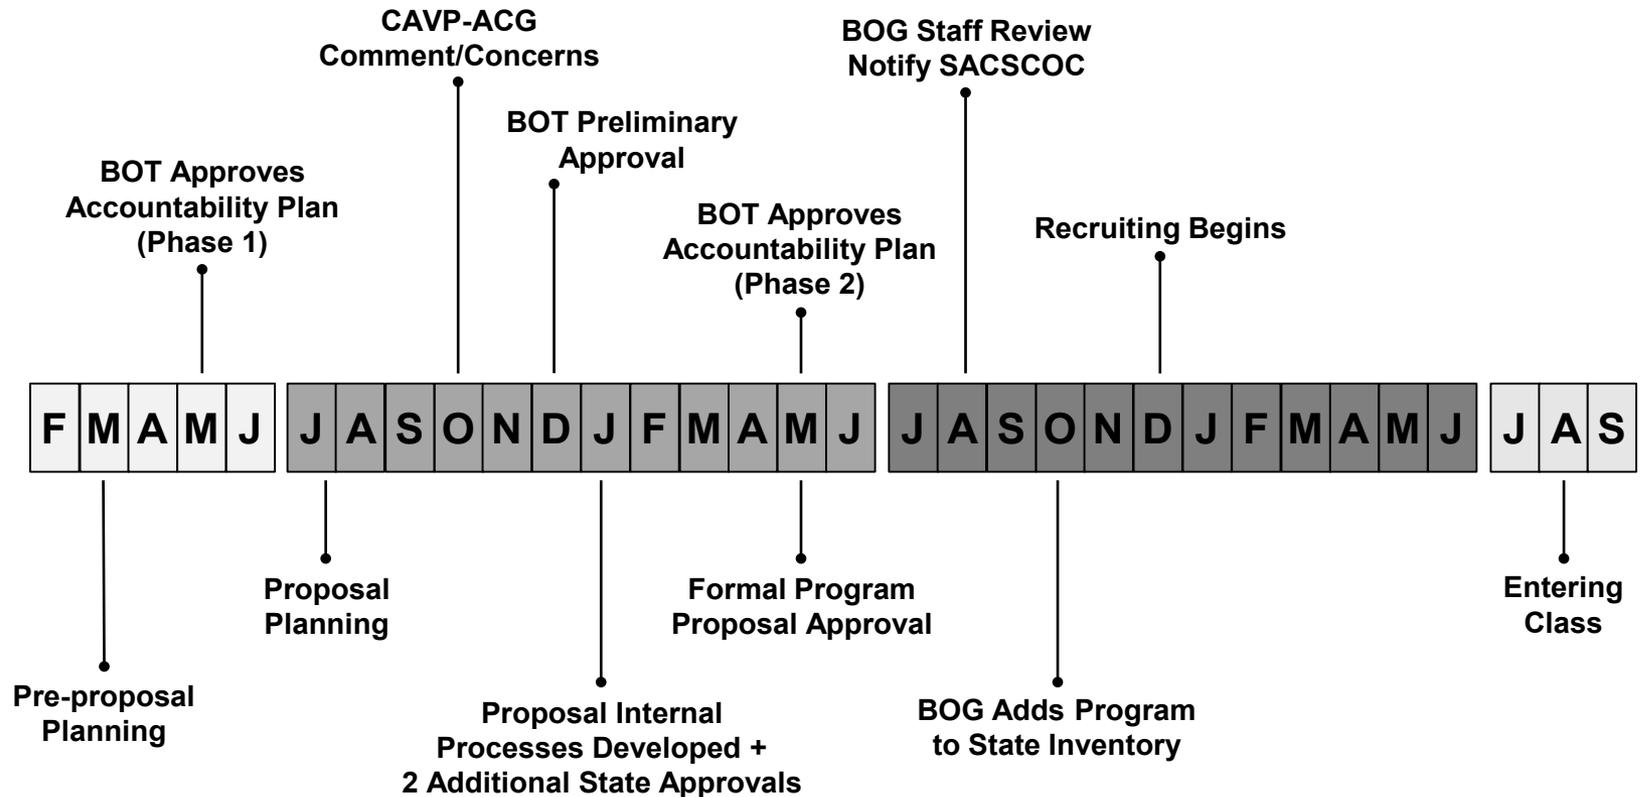 CAVP-ACG
Comment/Concerns
BOG Staff Review
Notify SACSCOC
BOT Preliminary
Approval
BOT Approves
Accountability Plan
(Phase 1)
BOT Approves
Accountability Plan
(Phase 2)
Recruiting Begins
F M A M J J A S O N D J F M A M J J A S O N D J F M A M J J A S
Proposal
Planning
Formal Program
Proposal Approval
Entering
Class
Pre-proposal
Planning
Proposal Internal
Processes Developed +
2 Additional State Approvals
BOG Adds Program
to State Inventory